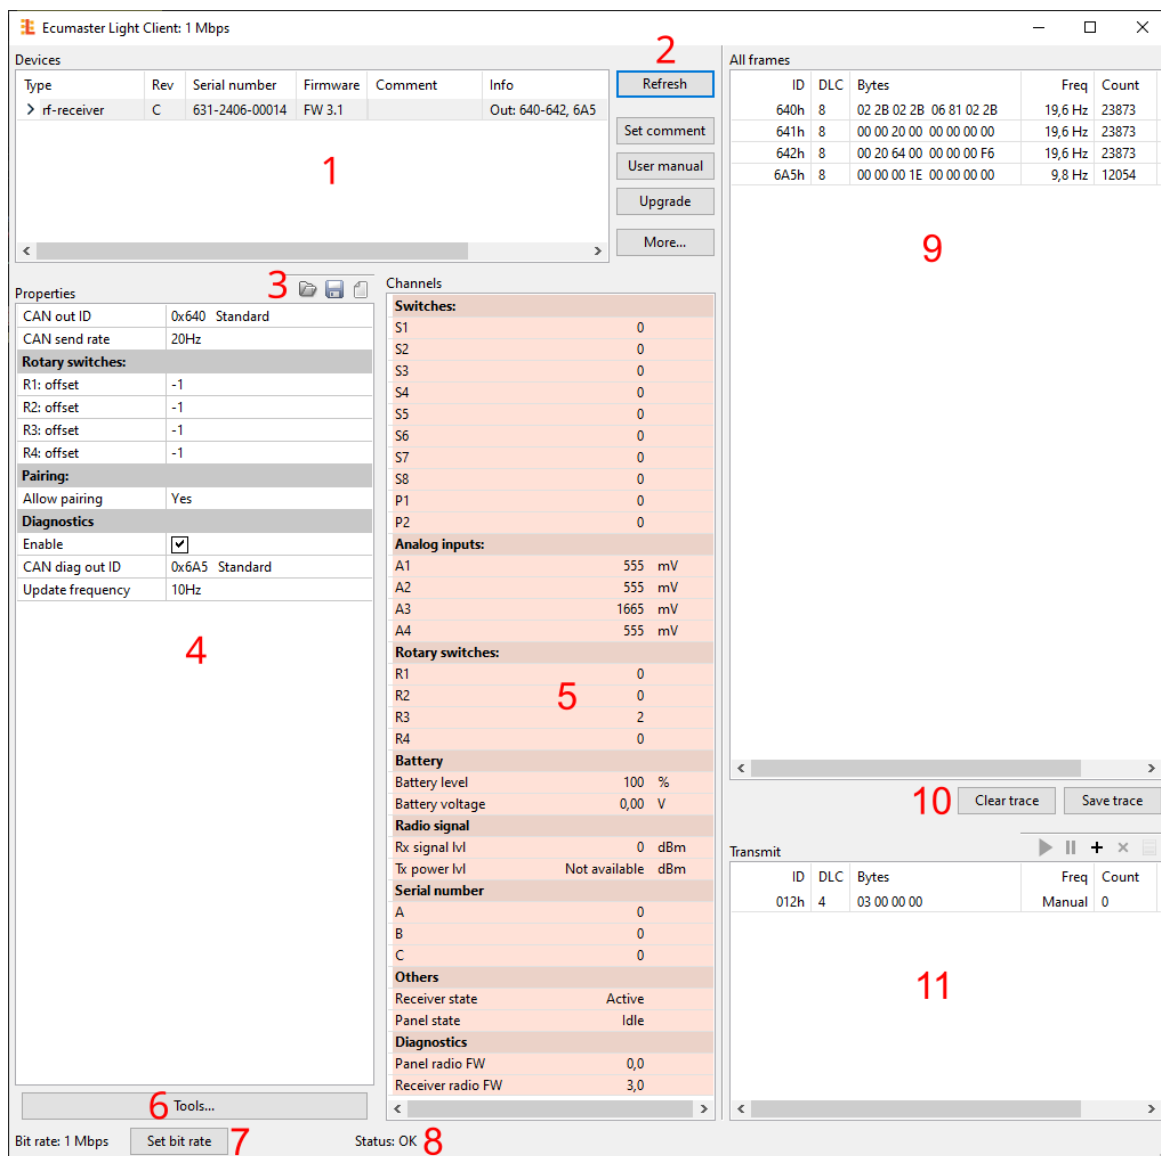 Ecumaster Light Client: 1 Mbps
Devices
2
Type Rev Serial number Firmware Comment Info
rf-receiver C 631-2406-00014 FW 3.1 Out: 640-642, 6A5
1
Refresh
Set comment
User manual
Upgrade
More...
3
Properties
CAN out ID 0x640 Standard
CAN send rate 20Hz
Rotary switches:
R1: offset -1
R2: offset -1
R3: offset -1
R4: offset -1
Pairing:
Allow pairing Yes
Diagnostics
Enable
CAN diag out ID 0x6A5 Standard
Update frequency 10Hz
4
6 Tools...
Channels
Switches:
S1 0
S2 0
S3 0
S4 0
S5 0
S6 0
S7 0
S8 0
P1 0
P2 0
Analog inputs:
A1 555 mV
A2 555 mV
A3 1665 mV
A4 555 mV
Rotary switches:
R1 0
R2 0
5
R3 2
R4 0
Battery
Battery level 100 %
Battery voltage 0,00 V
Radio signal
Rx signal lvl 0 dBm
Tx power lvl Not available dBm
Serial number
A 0
B 0
C 0
Others
Receiver state Active
Panel state Idle
Diagnostics
Panel radio FW 0,0
Receiver radio FW 3,0
All frames
ID DLC Bytes Freq Count
640h 8 02 2B 02 2B 06 81 02 2B 19,6 Hz 23873
641h 8 00 00 20 00 00 00 00 00 19,6 Hz 23873
642h 8 00 20 64 00 00 00 00 F6 19,6 Hz 23873
6A5h 8 00 00 00 1E 00 00 00 00 9,8 Hz 12054
9
10 Clear trace Save trace
Transmit
ID DLC Bytes Freq Count
012h 4 03 00 00 00 Manual 0
11
Bit rate: 1 Mbps Set bit rate 7 Status: OK 8